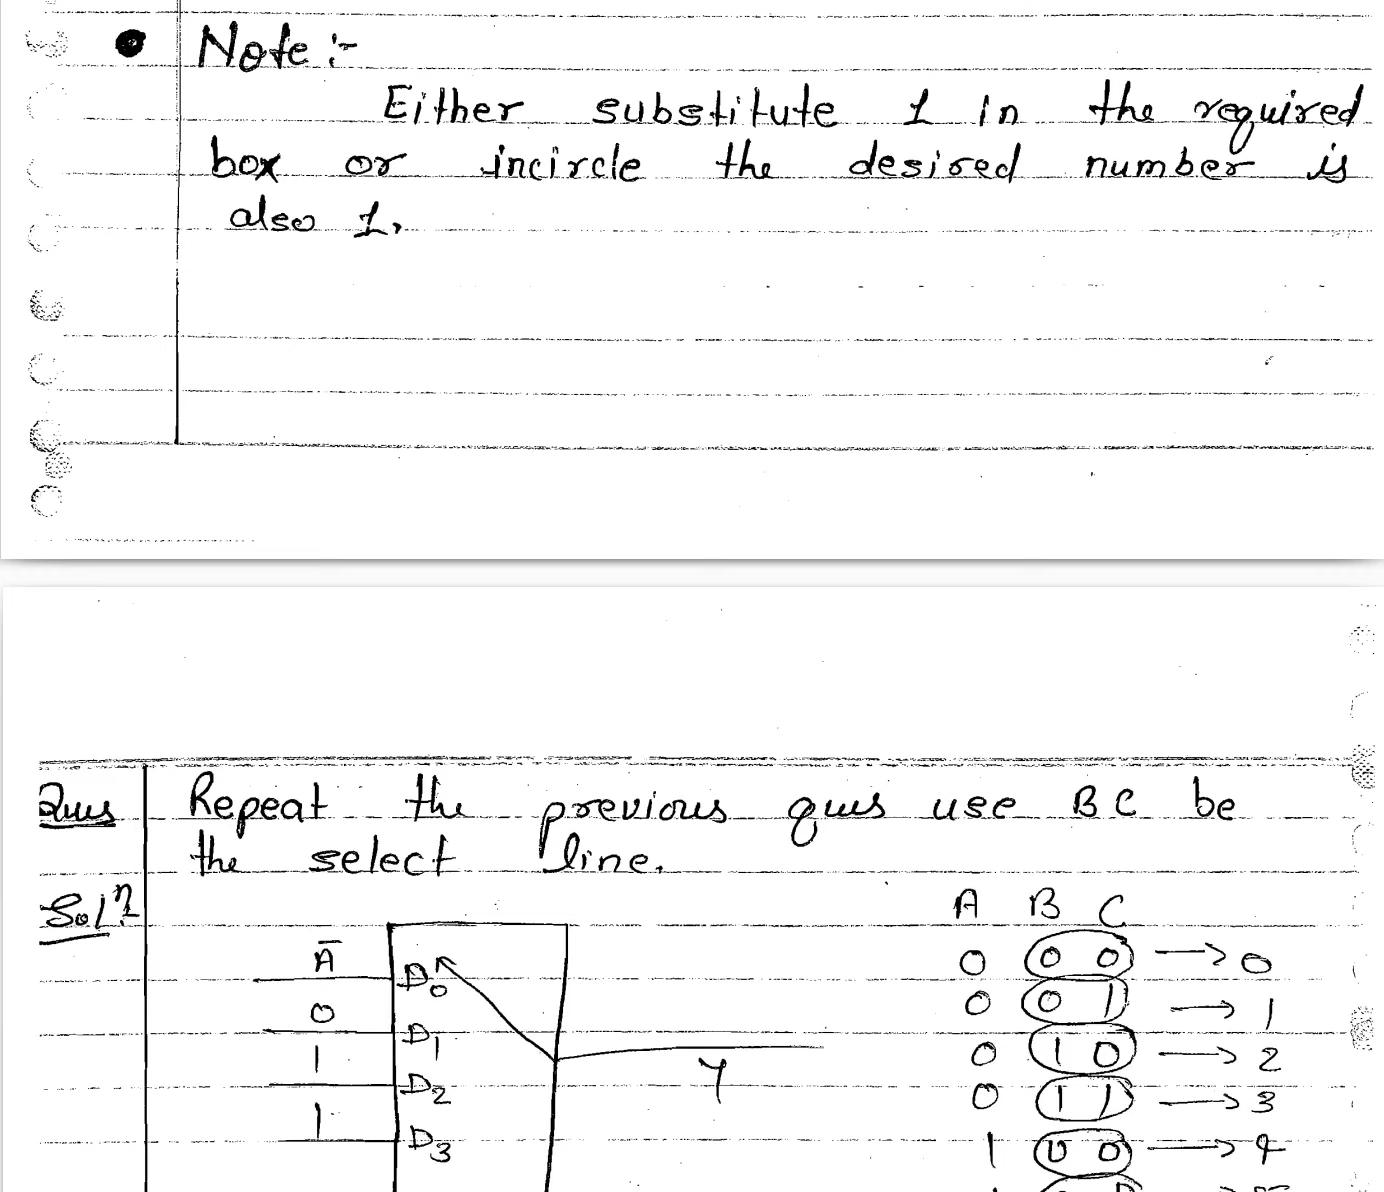 Note :-
Either substitute 1 in the required
box or incircle the desired number is
also 1.
Ques Repeat the previous ques use BC be
the select line.
Solⁿ
A B C
Ā D₀ 0 0 0 → 0
0 D₁ 0 0 1 → 1
1 D₂ 0 1 0 → 2
Y
1 D₃ 0 1 1 → 3
1 0 0 → 4